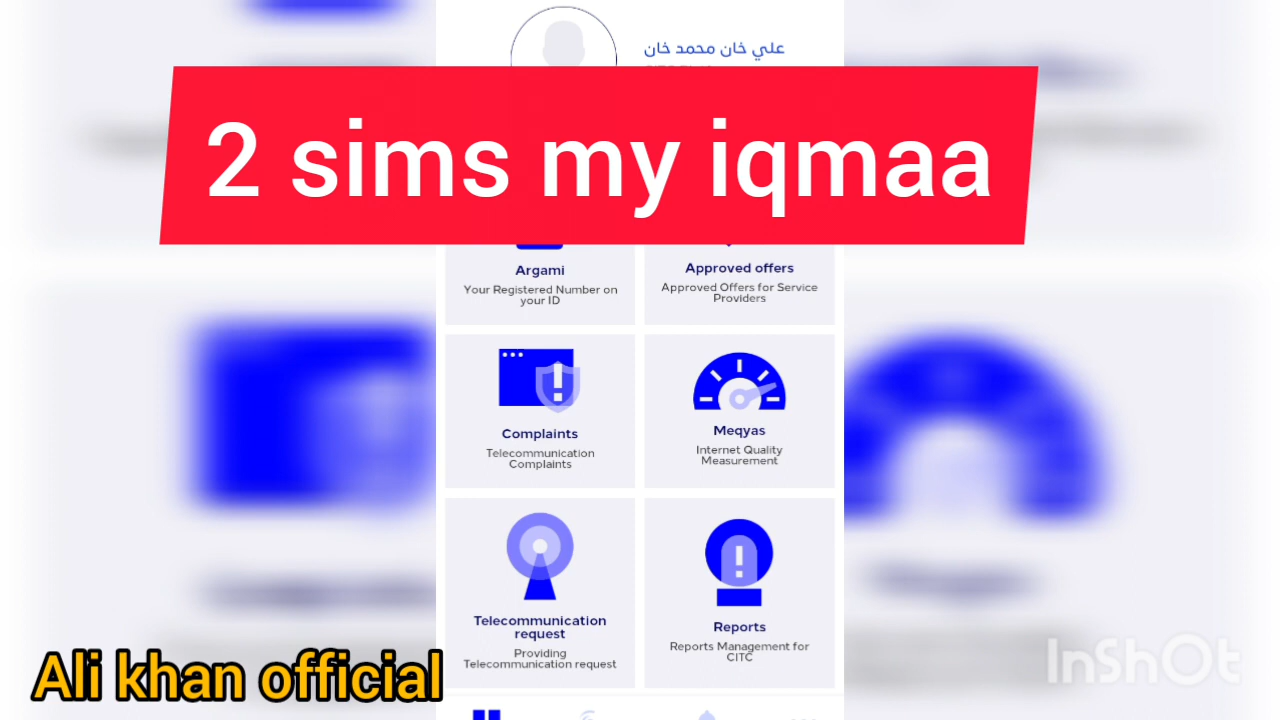 علي خان محمد خان
2 sims my iqmaa
Argami
Your Registered Number on
your ID
Approved offers
Approved Offers for Service
Providers
Complaints
Telecommunication
Complaints
Meqyas
Internet Quality
Measurement
Telecommunication
request
Providing
Telecommunication request
Reports
Reports Management for
CITC
Ali khan official
InShOt